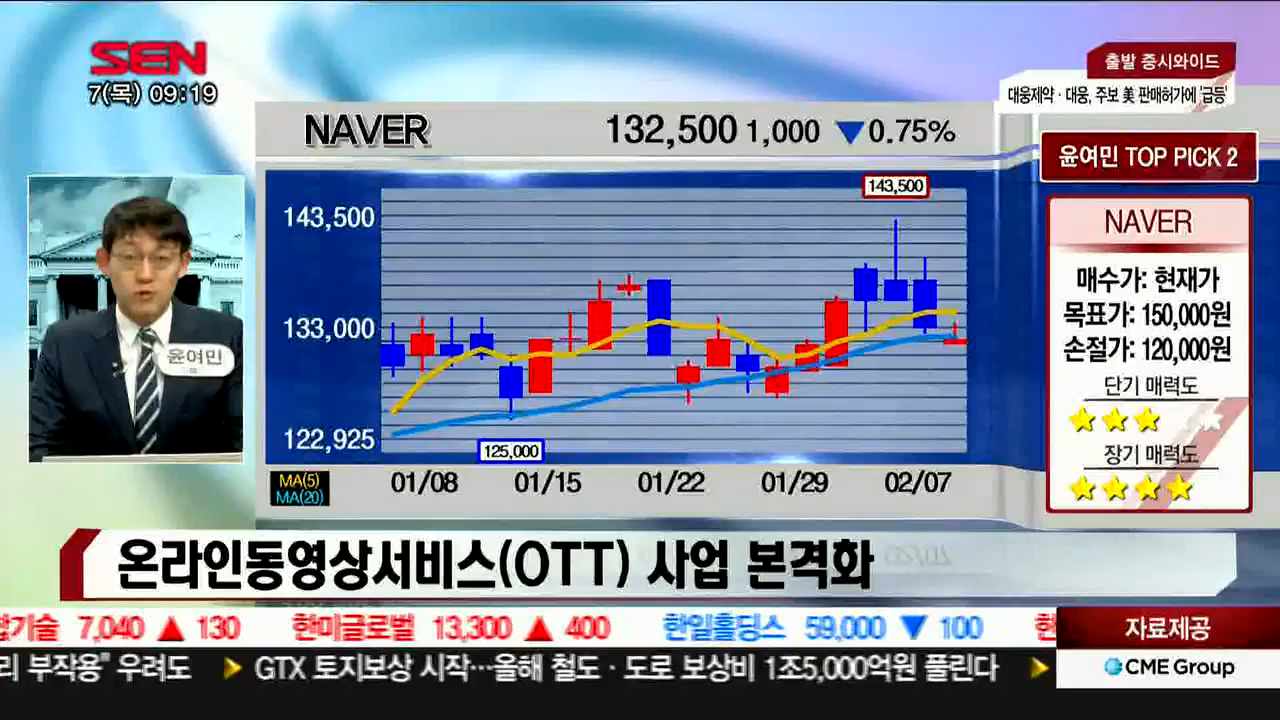 SEN
7(목) 09:19
출발 증시와이드
대웅제약·대웅, 주보 美 판매허가에 '급등'
NAVER 132,500 1,000 ▼0.75%
윤여민 TOP PICK 2
NAVER
매수가: 현재가
목표가: 150,000원
손절가: 120,000원
단기 매력도
장기 매력도
143,500
143,500
133,000
122,925
125,000
MA(5)
MA(20)
01/08 01/15 01/22 01/29 02/07
윤여민
온라인동영상서비스(OTT) 사업 본격화
기술 7,040 ▲ 130 한미글로벌 13,300 ▲ 400 한일홀딩스 59,000 ▼ 100
자료제공
리 부작용" 우려도 ▶ GTX 토지보상 시작…올해 철도·도로 보상비 1조5,000억원 풀린다 ▶
CME Group